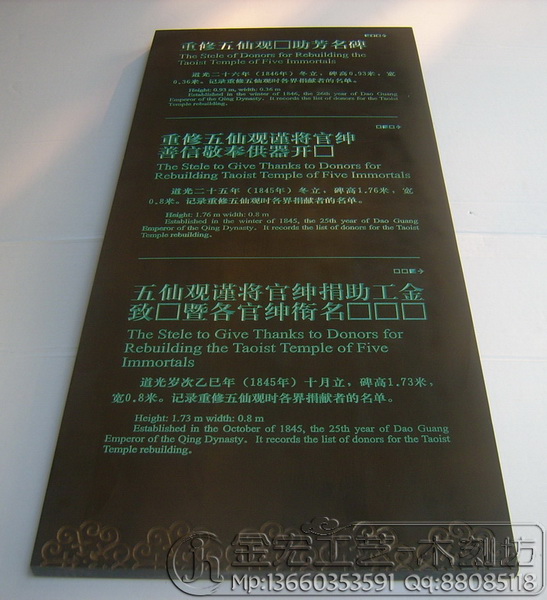 重修五仙观□助芳名碑
The Stele of Donors for Rebuilding the
Taoist Temple of Five Immortals
道光二十六年（1846年）冬立，碑高0.93米，宽
0.36米。记录重修五仙观时各界捐献者的名单。
Height: 0.93 m, width: 0.36 m
Established in the winter of 1846, the 26th year of Dao Guang
Emperor of the Qing Dynasty. It records the list of donors for the Taoist
Temple rebuilding.
重修五仙观谨将官绅
善信敬奉供器开□
The Stele to Give Thanks to Donors for
Rebuilding Taoist Temple of Five Immortals
道光二十五年（1845年）冬立，碑高1.76米，宽
0.8米。记录重修五仙观时各界捐献者的名单。
Height: 1.76 m width: 0.8 m
Established in the winter of 1845, the 25th year of Dao Guang
Emperor of the Qing Dynasty. It records the list of donors for the Taoist
Temple rebuilding.
五仙观谨将官绅捐助工金
致□暨各官绅衔名□□□
The Stele to Give Thanks to Donors for
Rebuilding the Taoist Temple of Five
Immortals
道光岁次乙巳年（1845年）十月立，碑高1.73米，
宽0.8米。记录重修五仙观时各界捐献者的名单。
Height: 1.73 m width: 0.8 m
Established in the October of 1845, the 25th year of Dao Guang
Emperor of the Qing Dynasty. It records the list of donors for the Taoist
Temple rebuilding.
金宏工艺-木刻坊
Mp:13660353591 QQ:88085118